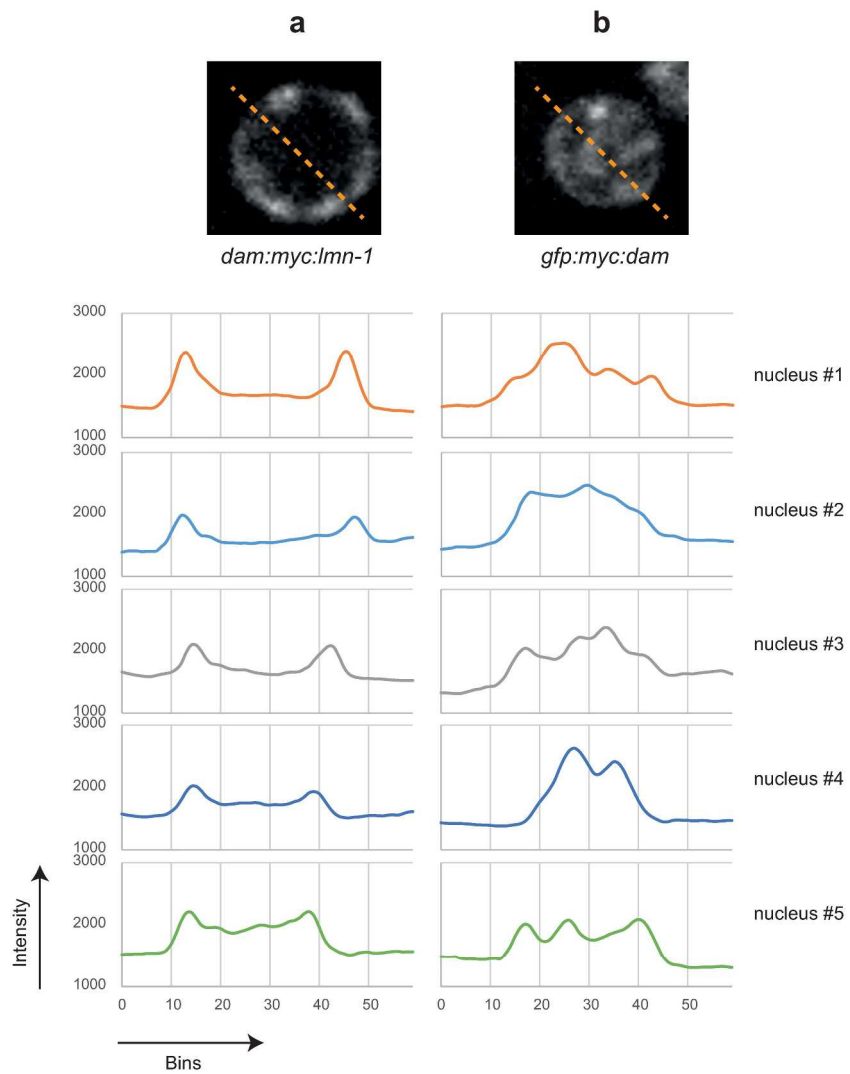 a b
dam:myc:lmn-1 gfp:myc:dam
3000
2000
1000
nucleus #1
3000
2000
1000
nucleus #2
3000
2000
1000
nucleus #3
3000
2000
1000
nucleus #4
3000
2000
1000
nucleus #5
Intensity
0 10 20 30 40 50 0 10 20 30 40 50
Bins